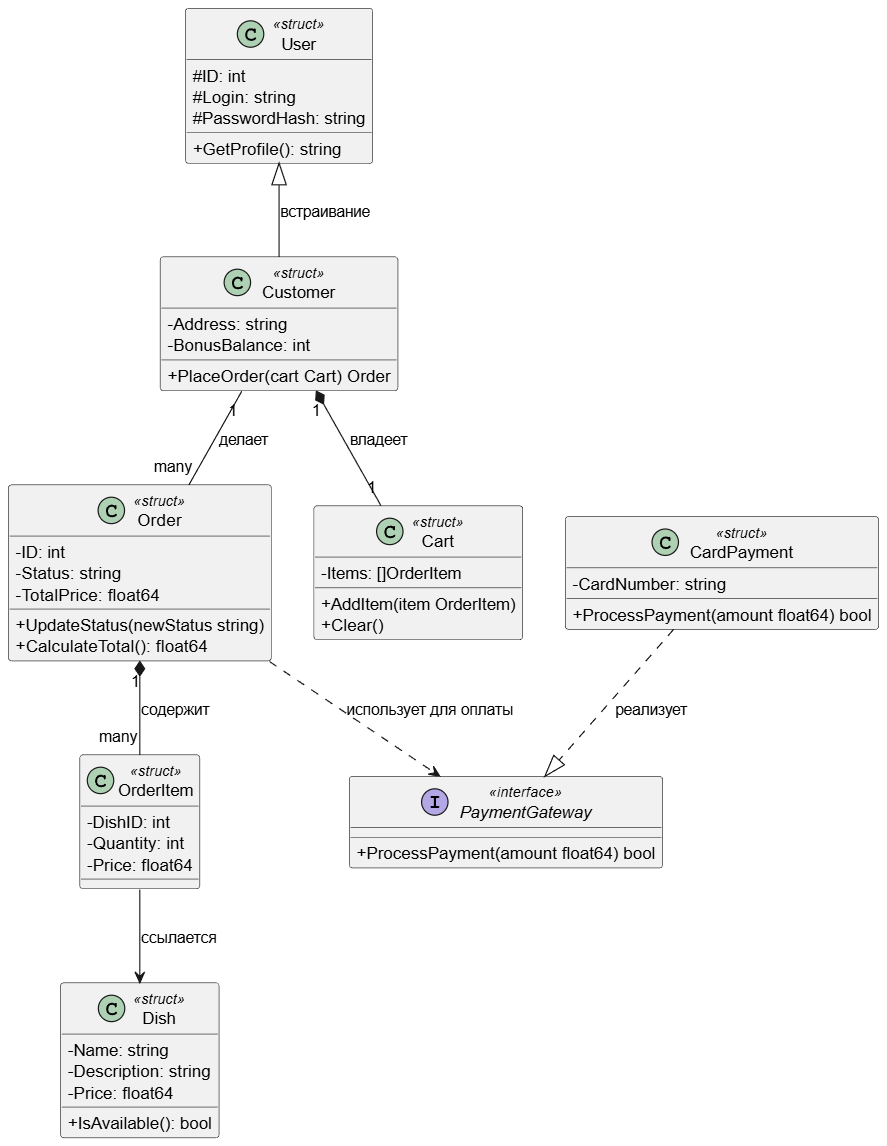 C «struct»
User
#ID: int
#Login: string
#PasswordHash: string
+GetProfile(): string
встраивание
C «struct»
Customer
-Address: string
-BonusBalance: int
+PlaceOrder(cart Cart) Order
1
1
делает
владеет
many
1
C «struct»
Order
-ID: int
-Status: string
-TotalPrice: float64
+UpdateStatus(newStatus string)
+CalculateTotal(): float64
C «struct»
Cart
-Items: []OrderItem
+AddItem(item OrderItem)
+Clear()
C «struct»
CardPayment
-CardNumber: string
+ProcessPayment(amount float64) bool
1
содержит
many
использует для оплаты
реализует
C «struct»
OrderItem
-DishID: int
-Quantity: int
-Price: float64
I «interface»
PaymentGateway
+ProcessPayment(amount float64) bool
ссылается
C «struct»
Dish
-Name: string
-Description: string
-Price: float64
+IsAvailable(): bool